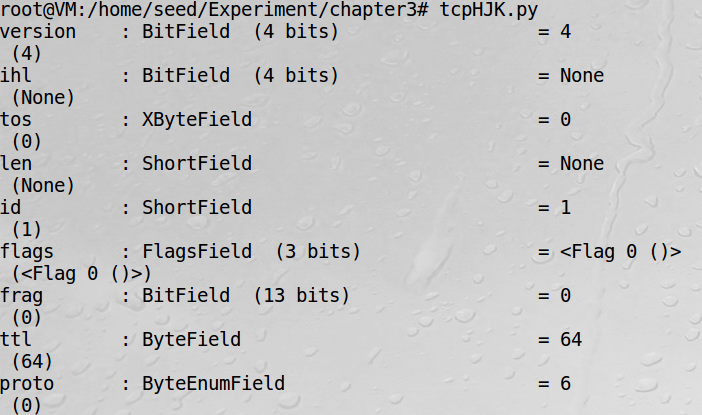 root@VM:/home/seed/Experiment/chapter3# tcpHJK.py
version    : BitField  (4 bits)                  = 4
 (4)
ihl        : BitField  (4 bits)                  = None
 (None)
tos        : XByteField                          = 0
 (0)
len        : ShortField                          = None
 (None)
id         : ShortField                          = 1
 (1)
flags      : FlagsField  (3 bits)                = <Flag 0 ()>
 (<Flag 0 ()>)
frag       : BitField  (13 bits)                 = 0
 (0)
ttl        : ByteField                           = 64
 (64)
proto      : ByteEnumField                       = 6
 (0)